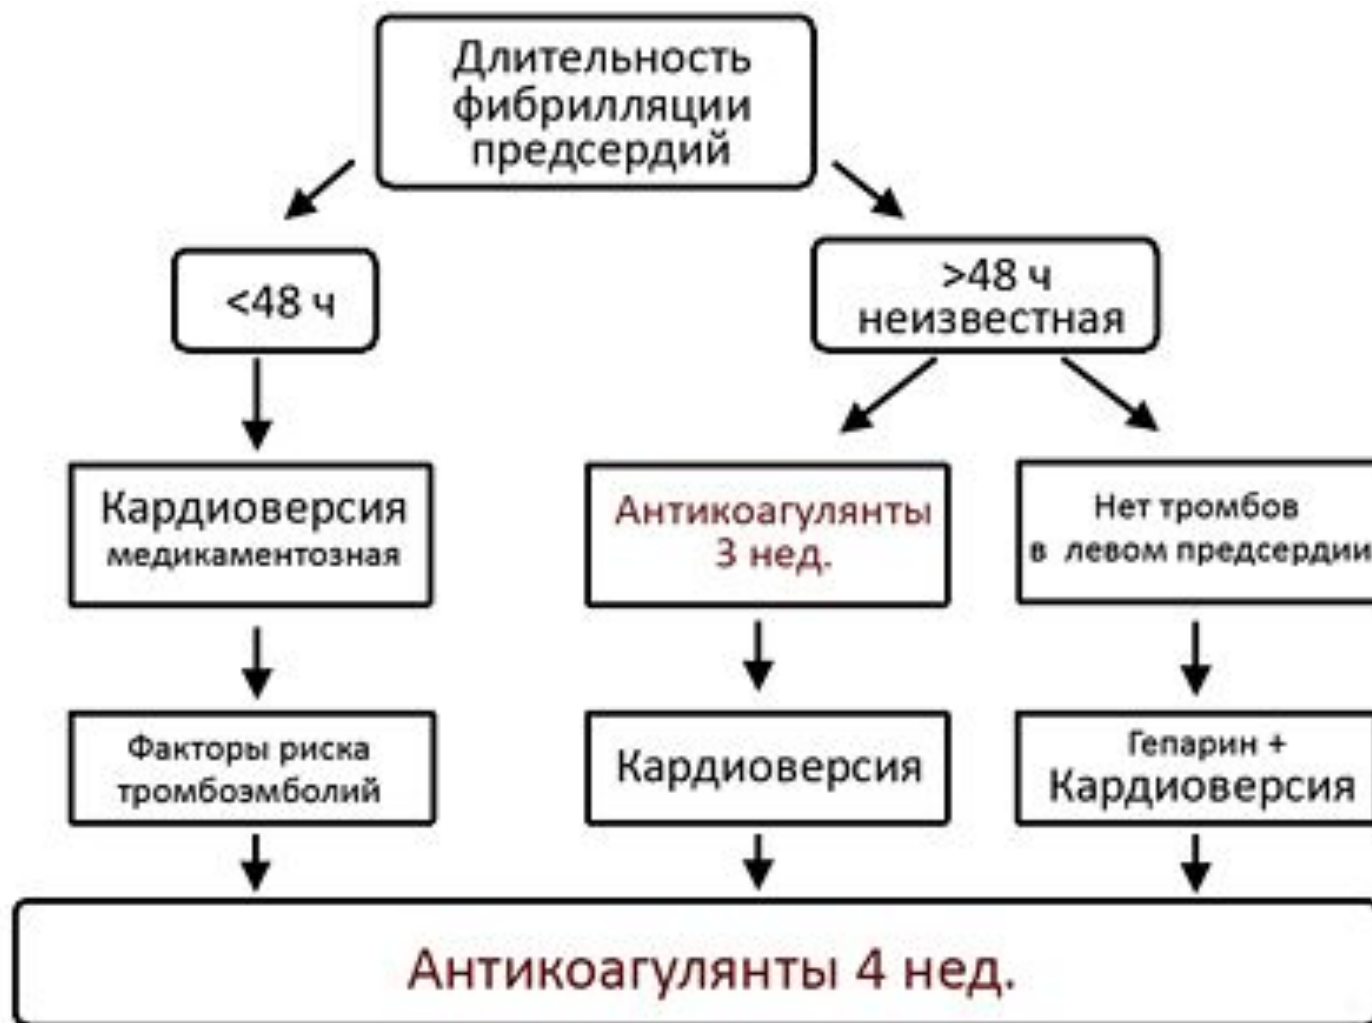 Длительность
фибрилляции
предсердий
<48 ч
>48 ч
неизвестная
Кардиоверсия
медикаментозная
Антикоагулянты
3 нед.
Нет тромбов
в левом предсердии
Факторы риска
тромбоэмболий
Кардиоверсия
Гепарин +
Кардиоверсия
Антикоагулянты 4 нед.